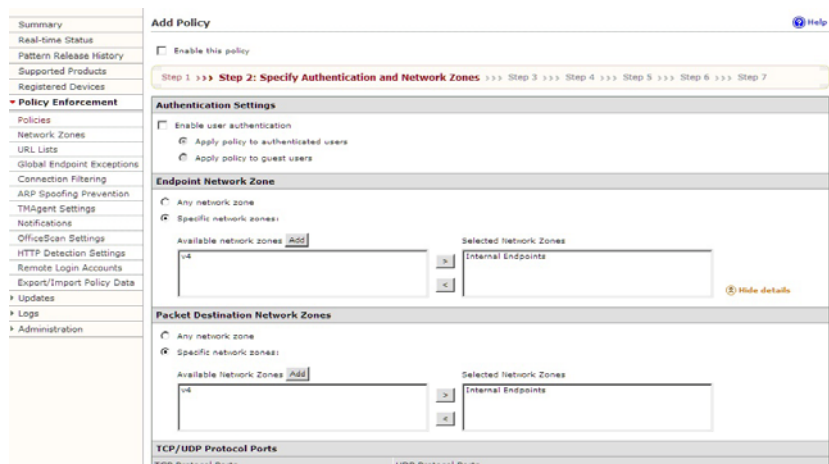 Summary
Real-time Status
Pattern Release History
Supported Products
Registered Devices
Policy Enforcement
Policies
Network Zones
URL Lists
Global Endpoint Exceptions
Connection Filtering
ARP Spoofing Prevention
TMAgent Settings
Notifications
OfficeScan Settings
HTTP Detection Settings
Remote Login Accounts
Export/Import Policy Data
Updates
Logs
Administration
Add Policy
Help
Enable this policy
Step 1 >>> Step 2: Specify Authentication and Network Zones >>> Step 3 >>> Step 4 >>> Step 5 >>> Step 6 >>> Step 7
Authentication Settings
Enable user authentication
Apply policy to authenticated users
Apply policy to guest users
Endpoint Network Zone
Any network zone
Specific network zones:
Available network zones Add Selected Network Zones
v4 > Internal Endpoints
<
Hide details
Packet Destination Network Zones
Any network zone
Specific network zones:
Available Network Zones Add Selected Network Zones
v4 > Internal Endpoints
<
TCP/UDP Protocol Ports
TCP Protocol Ports UDP Protocol Ports